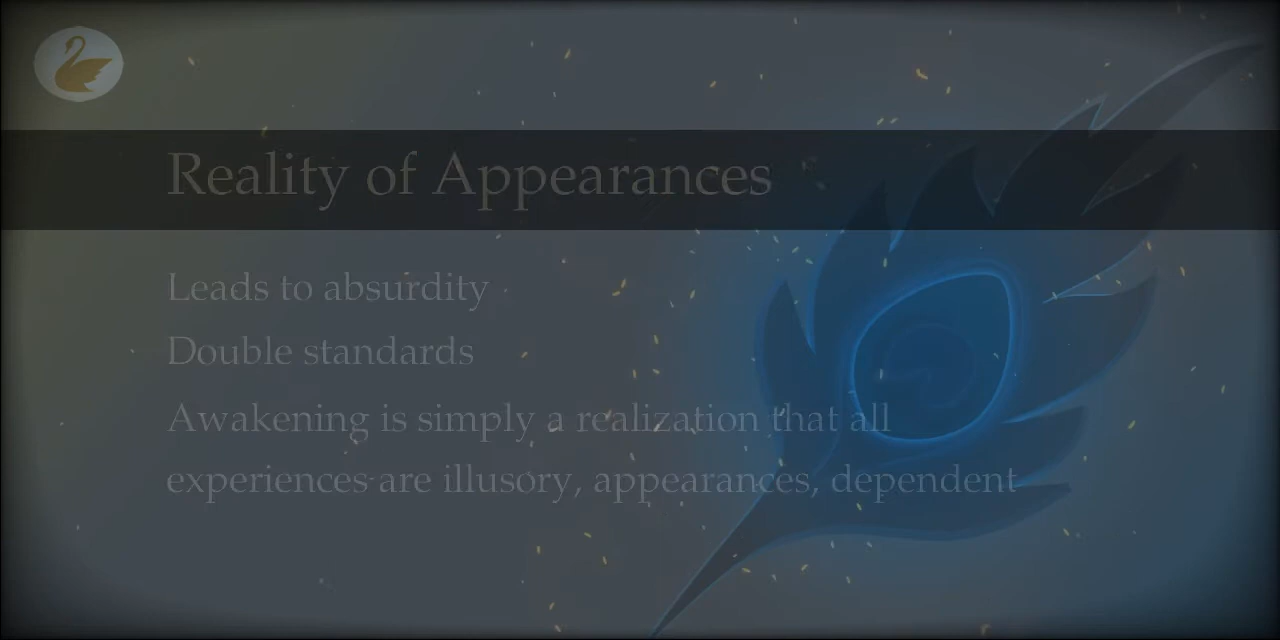 Reality of Appearances
Leads to absurdity
Double standards
Awakening is simply a realization that all
experiences are illusory, appearances, dependent